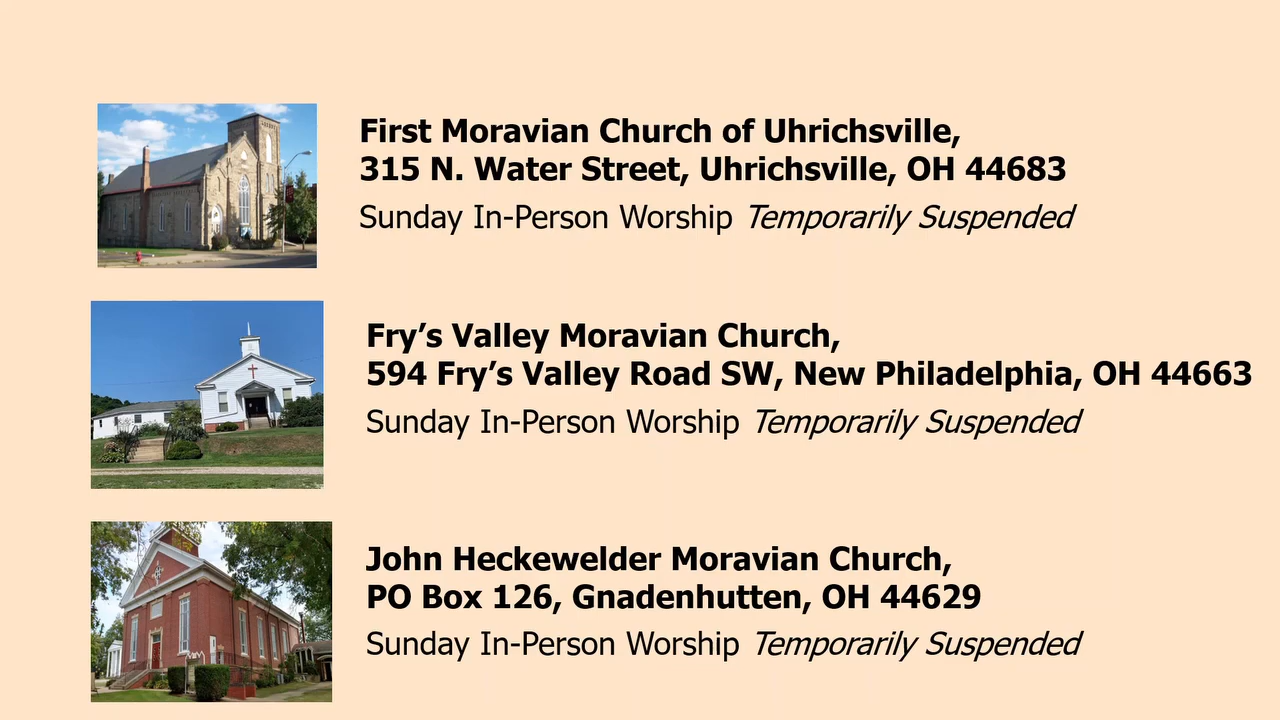 First Moravian Church of Uhrichsville,
315 N. Water Street, Uhrichsville, OH 44683
Sunday In-Person Worship Temporarily Suspended
Fry’s Valley Moravian Church,
594 Fry’s Valley Road SW, New Philadelphia, OH 44663
Sunday In-Person Worship Temporarily Suspended
John Heckewelder Moravian Church,
PO Box 126, Gnadenhutten, OH 44629
Sunday In-Person Worship Temporarily Suspended